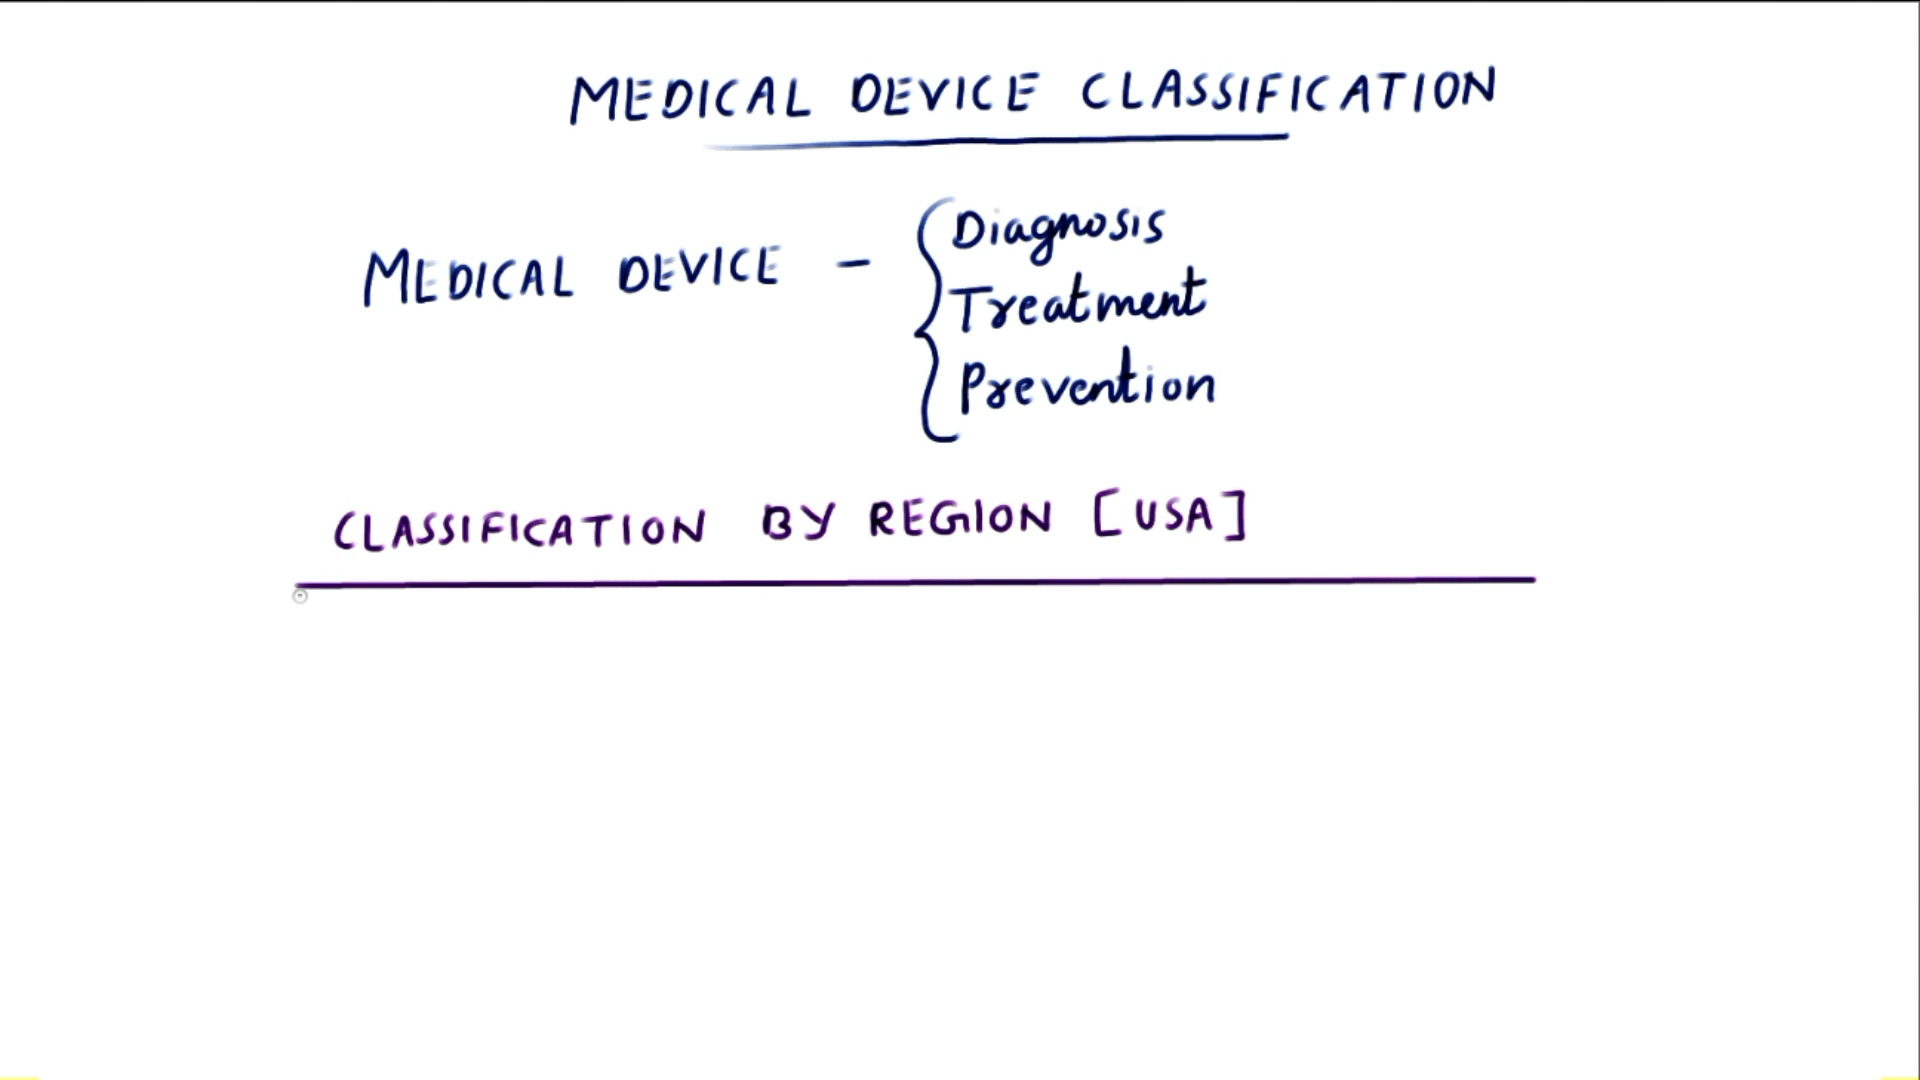 MEDICAL DEVICE CLASSIFICATION
MEDICAL DEVICE - { Diagnosis
Treatment
Prevention
CLASSIFICATION BY REGION [USA]